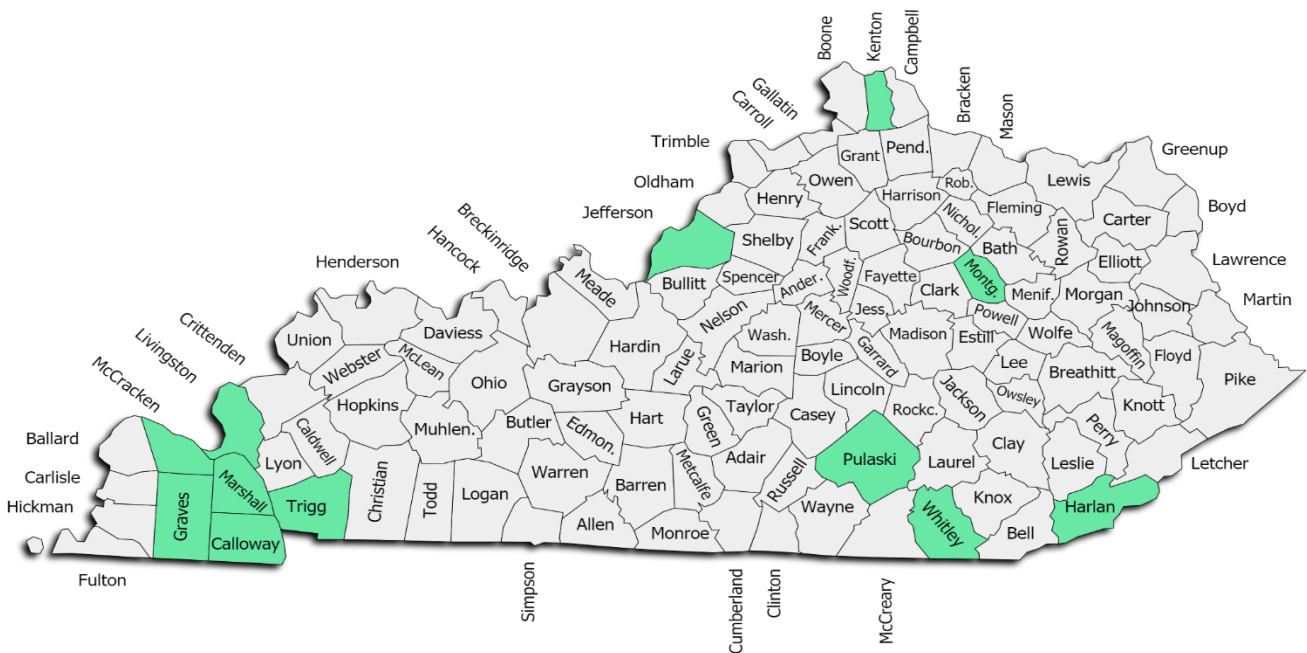 Boone
Kenton
Campbell
Gallatin
Carroll
Bracken
Mason
Trimble
Greenup
Pend.
Grant
Owen
Rob.
Lewis
Oldham
Henry
Harrison
Fleming
Jefferson
Nichol.
Carter
Boyd
Shelby
Frank.
Scott
Bourbon
Bath
Rowan
Breckinridge
Hancock
Elliott
Lawrence
Henderson
Meade
Bullitt
Spencer
Ander.
Woodf.
Fayette
Clark
Montg.
Menif.
Morgan
Johnson
Martin
Crittenden
Livingston
McCracken
Union
Daviess
Nelson
Mercer
Jess.
Powell
Webster
McLean
Hardin
Wash.
Madison
Estill
Wolfe
Magoffin
Floyd
Larue
Marion
Boyle
Garrard
Lee
Breathitt
Pike
Ohio
Grayson
Lincoln
Jackson
Owsley
Knott
Hopkins
Taylor
Rockc.
Ballard
Muhlen.
Butler
Edmon.
Hart
Green
Casey
Clay
Perry
Caldwell
Lyon
Adair
Pulaski
Laurel
Leslie
Letcher
Carlisle
Marshall
Warren
Metcalfe
Russell
Hickman
Graves
Trigg
Christian
Todd
Logan
Barren
Wayne
Knox
Harlan
Calloway
Allen
Monroe
Whitley
Bell
Fulton
Simpson
Cumberland
Clinton
McCreary